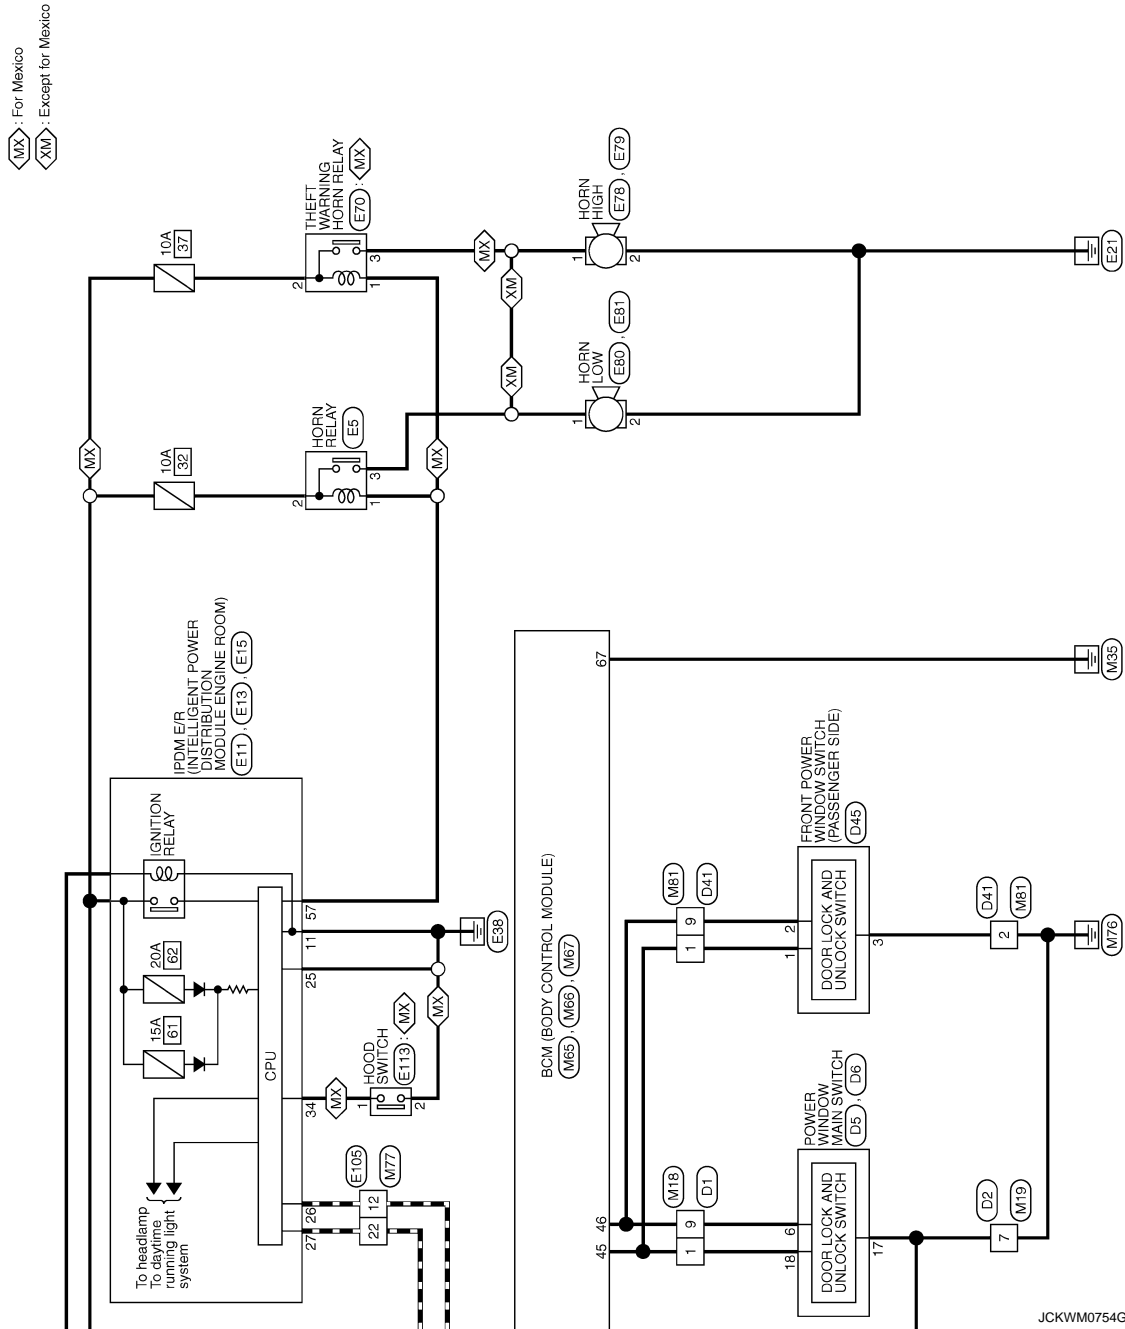 MX : For Mexico
XM : Except for Mexico
10A
37
THEFT
WARNING
HORN RELAY
E70 : MX
2
3
1
MX
XM
XM
HORN
HIGH
E78 , E79
1
2
E21
MX
10A
32
HORN
RELAY
E5
2
3
1
MX
HORN
LOW
E80 , E81
1
2
IPDM E/R
(INTELLIGENT POWER
DISTRIBUTION
MODULE ENGINE ROOM)
E11 , E13 , E15
IGNITION
RELAY
20A
62
15A
61
CPU
To headlamp
To daytime
running light
system
57
11
25
34
26
27
E38
MX
MX
HOOD
SWITCH
E113 : MX
1
2
E105
M77
12
22
BCM (BODY CONTROL MODULE)
M65 , M66 , M67
67
46
45
M35
M81
D41
9
1
FRONT POWER
WINDOW SWITCH
(PASSENGER SIDE)
D45
DOOR LOCK AND
UNLOCK SWITCH
2
1
3
D41
M81
2
M76
M18
D1
9
1
POWER
WINDOW
MAIN SWITCH
D5 , D6
DOOR LOCK AND
UNLOCK SWITCH
6
18
17
D2
M19
7
JCKWM0754G